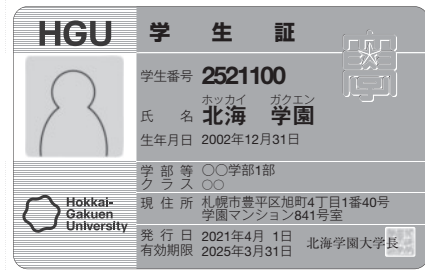 HGU 学生証
学生番号 2521100
ホッカイ ガクエン
氏名 北海 学園
生年月日 2002年12月31日
学部等 ○○学部1部
クラス ○○
現住所 札幌市豊平区旭町4丁目1番40号
学園マンション841号室
Hokkai-
Gakuen
University
発行日 2021年4月 1日
有効期限 2025年3月31日
北海学園大学長